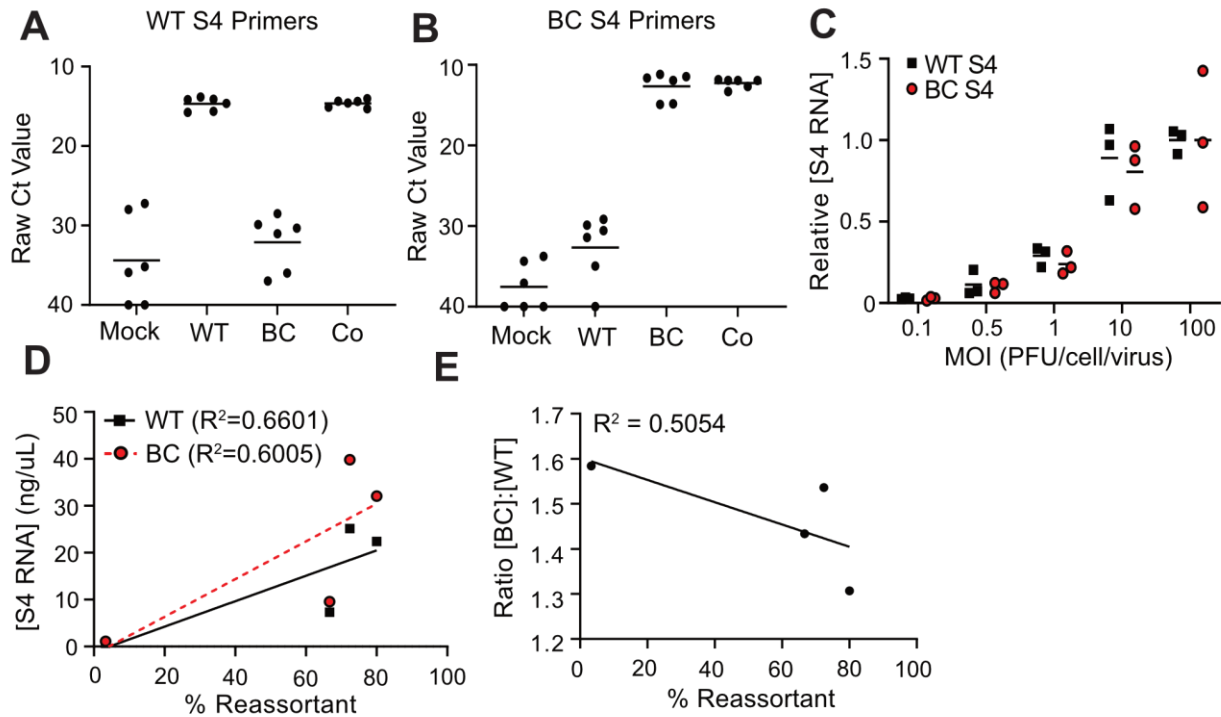 A
WT S4 Primers
Raw Ct Value
10
20
30
40
Mock WT BC Co
B
BC S4 Primers
Raw Ct Value
10
20
30
40
Mock WT BC Co
C
WT S4
BC S4
Relative [S4 RNA]
1.5
1.0
0.5
0
0.1 0.5 1 10 100
MOI (PFU/cell/virus)
D
WT (R²=0.6601)
BC (R²=0.6005)
[S4 RNA] (ng/uL)
50
40
30
20
10
0
0 20 40 60 80 100
% Reassortant
E
R² = 0.5054
Ratio [BC]:[WT]
1.7
1.6
1.5
1.4
1.3
1.2
0 20 40 60 80 100
% Reassortant